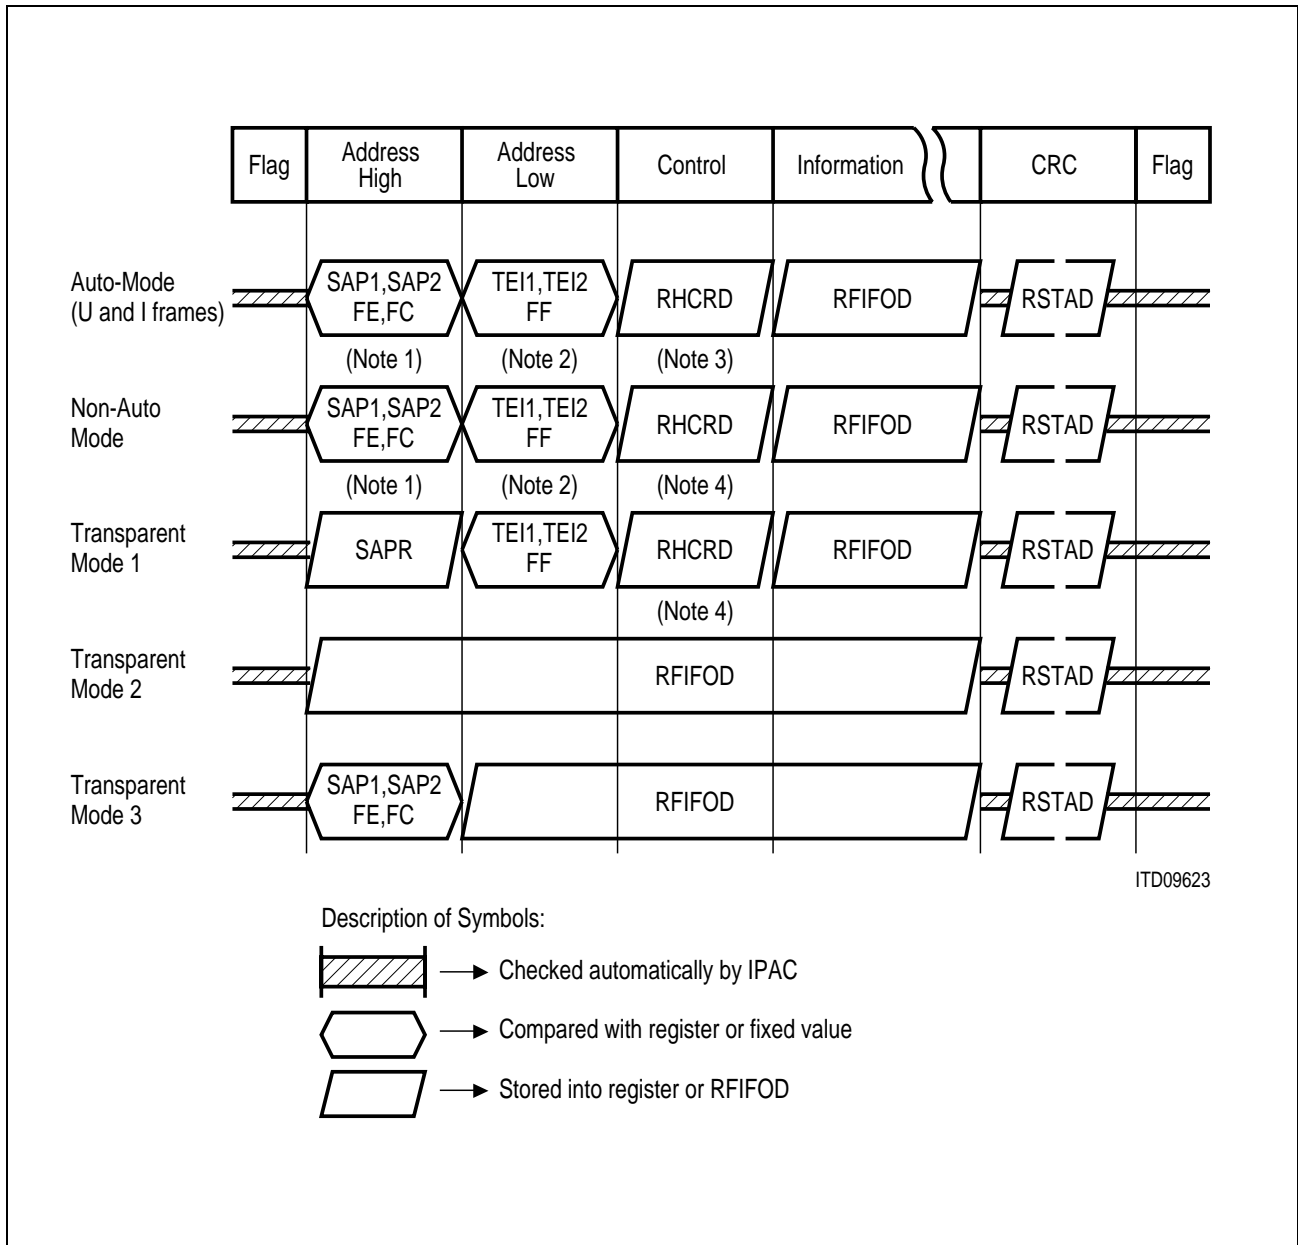 Flag
Address
High
Address
Low
Control
Information
CRC
Flag
Auto-Mode
(U and I frames)
SAP1,SAP2
FE,FC
TEI1,TEI2
FF
RHCRD
RFIFOD
RSTAD
(Note 1)
(Note 2)
(Note 3)
Non-Auto
Mode
SAP1,SAP2
FE,FC
TEI1,TEI2
FF
RHCRD
RFIFOD
RSTAD
(Note 1)
(Note 2)
(Note 4)
Transparent
Mode 1
SAPR
TEI1,TEI2
FF
RHCRD
RFIFOD
RSTAD
(Note 4)
Transparent
Mode 2
RFIFOD
RSTAD
Transparent
Mode 3
SAP1,SAP2
FE,FC
RFIFOD
RSTAD
ITD09623
Description of Symbols:
Checked automatically by IPAC
Compared with register or fixed value
Stored into register or RFIFOD